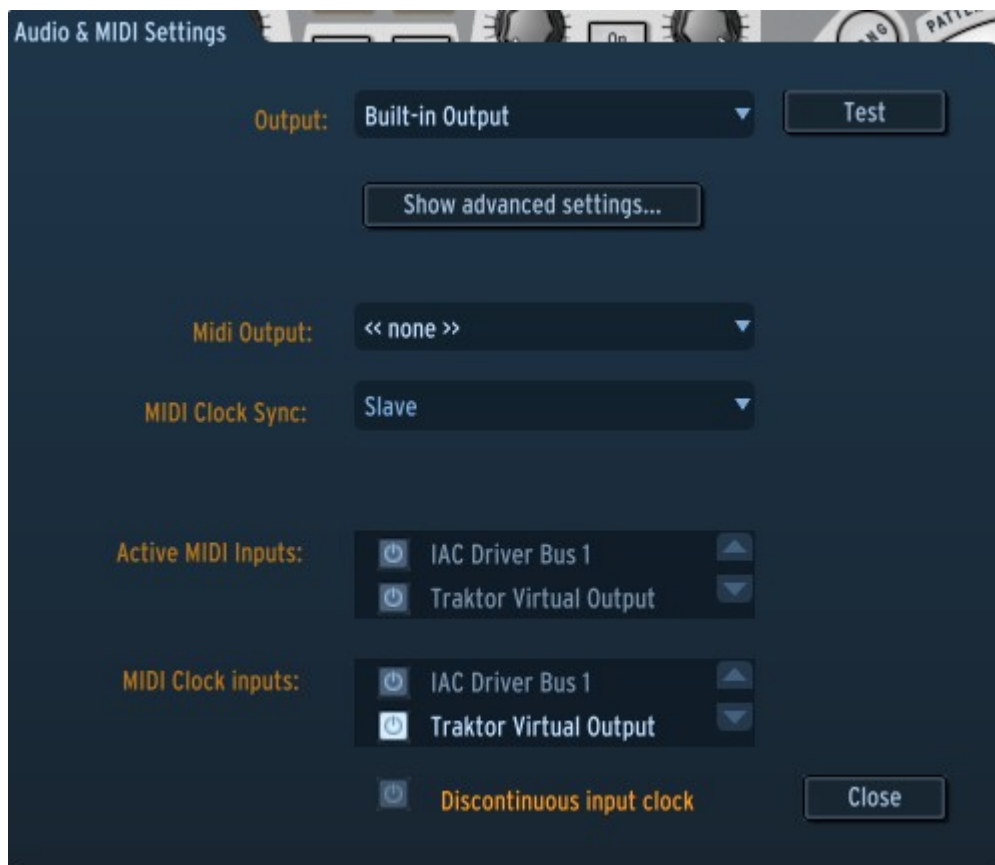 Audio & MIDI Settings
On
Output: Built-in Output Test
Show advanced settings...
Midi Output: << none >>
MIDI Clock Sync: Slave
Active MIDI Inputs: IAC Driver Bus 1
Traktor Virtual Output
MIDI Clock inputs: IAC Driver Bus 1
Traktor Virtual Output
Discontinuous input clock Close